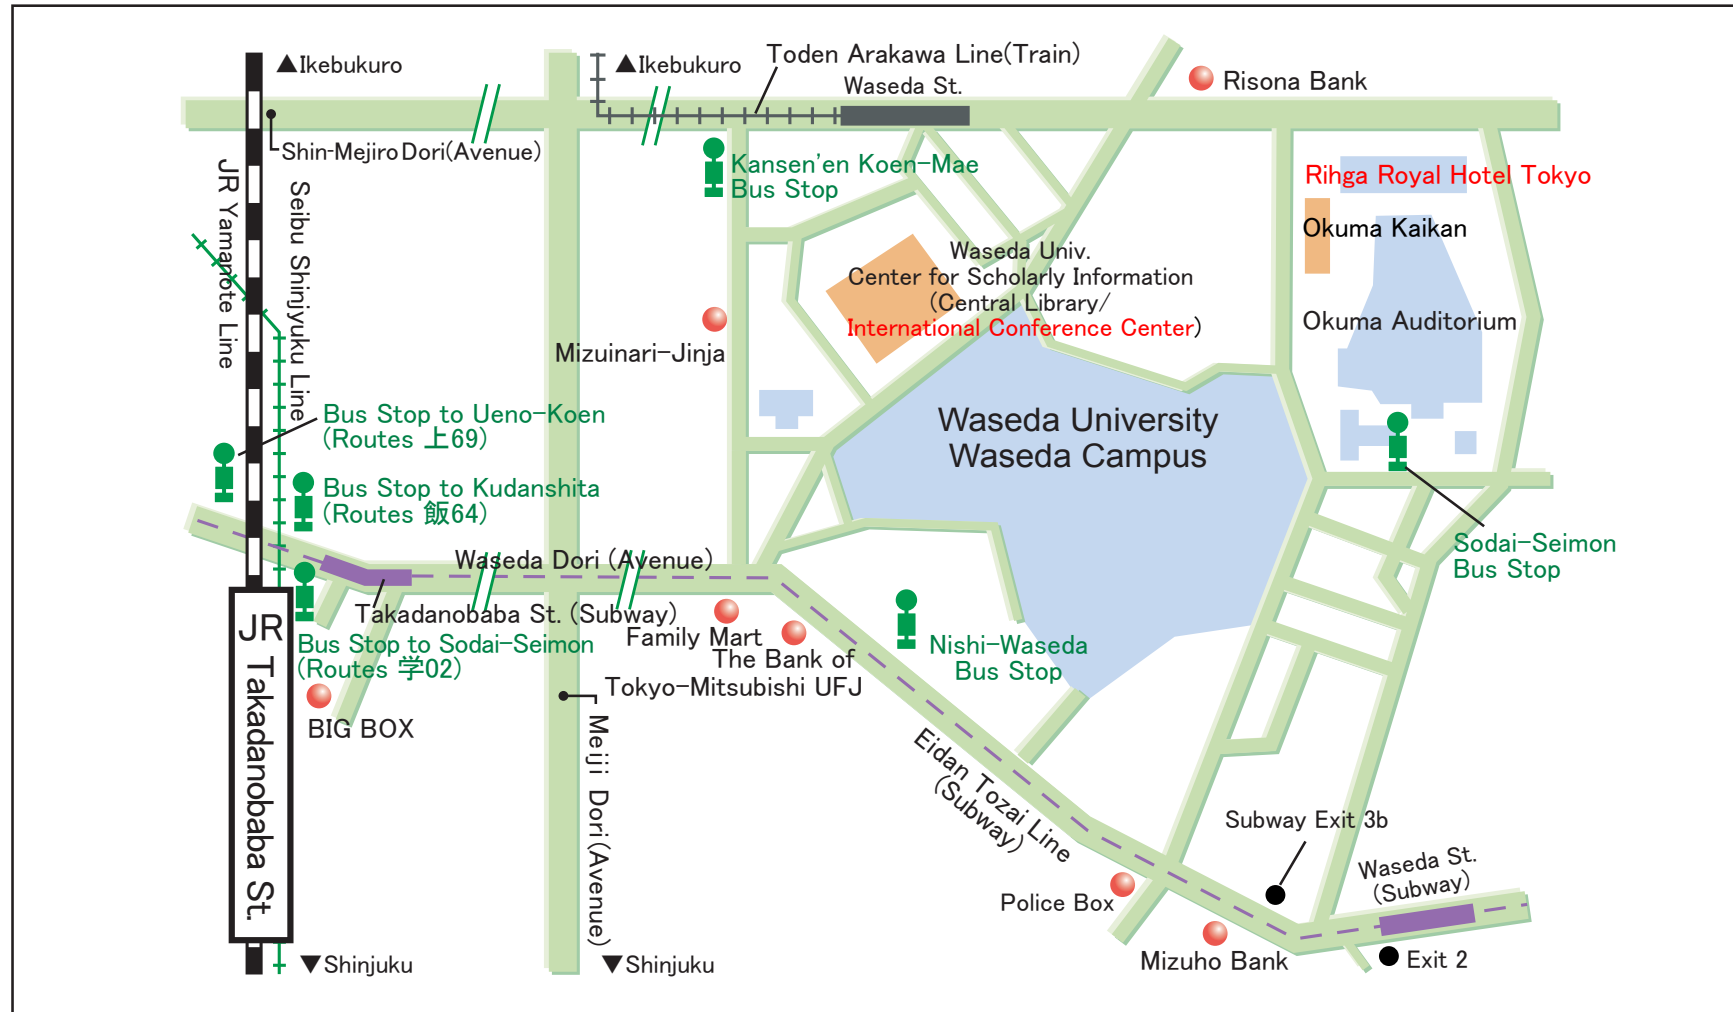 ▲Ikebukuro
▲Ikebukuro
Toden Arakawa Line(Train)
Waseda St.
Risona Bank
Shin-Mejiro Dori(Avenue)
JR Yamanote Line
Seibu Shinjyuku Line
Kansen'en Koen-Mae
Bus Stop
Rihga Royal Hotel Tokyo
Okuma Kaikan
Waseda Univ.
Center for Scholarly Information
(Central Library/
International Conference Center)
Okuma Auditorium
Mizuinari-Jinja
Bus Stop to Ueno-Koen
(Routes 上69)
Waseda University
Waseda Campus
Bus Stop to Kudanshita
(Routes 飯64)
Sodai-Seimon
Bus Stop
Waseda Dori (Avenue)
Takadanobaba St. (Subway)
Family Mart
The Bank of
Tokyo-Mitsubishi UFJ
Nishi-Waseda
Bus Stop
Bus Stop to Sodai-Seimon
(Routes 学02)
BIG BOX
JR Takadanobaba St.
Meiji Dori(Avenue)
Eidan Tozai Line
(Subway)
Subway Exit 3b
Waseda St.
(Subway)
Police Box
Mizuho Bank
Exit 2
▼Shinjuku
▼Shinjuku